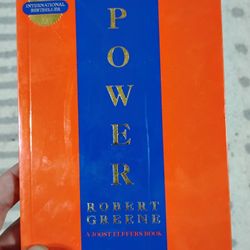 INTERNATIONAL
BESTSELLER
POWER
ROBERT
GREENE
A JOOST ELFFERS BOOK